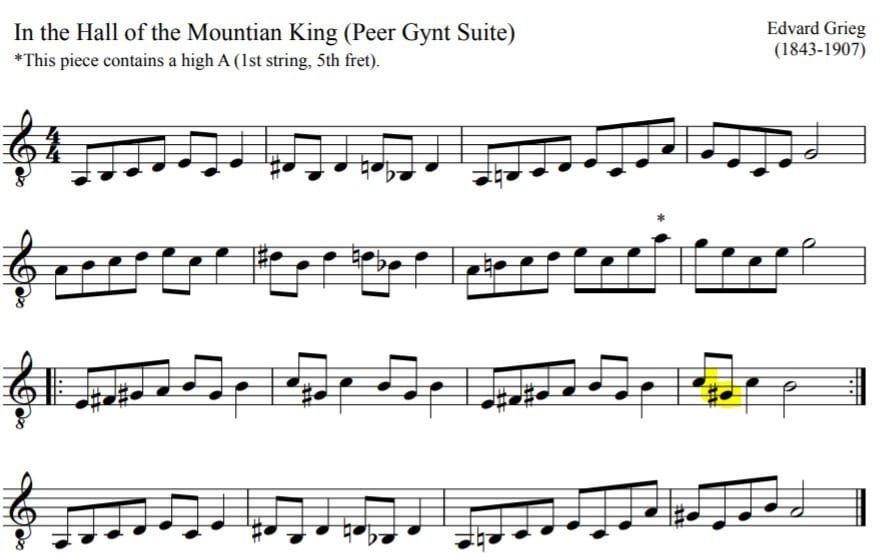 In the Hall of the Mountian King (Peer Gynt Suite)
Edvard Grieg
*This piece contains a high A (1st string, 5th fret).
(1843-1907)
4
4
8
*
8
8
8